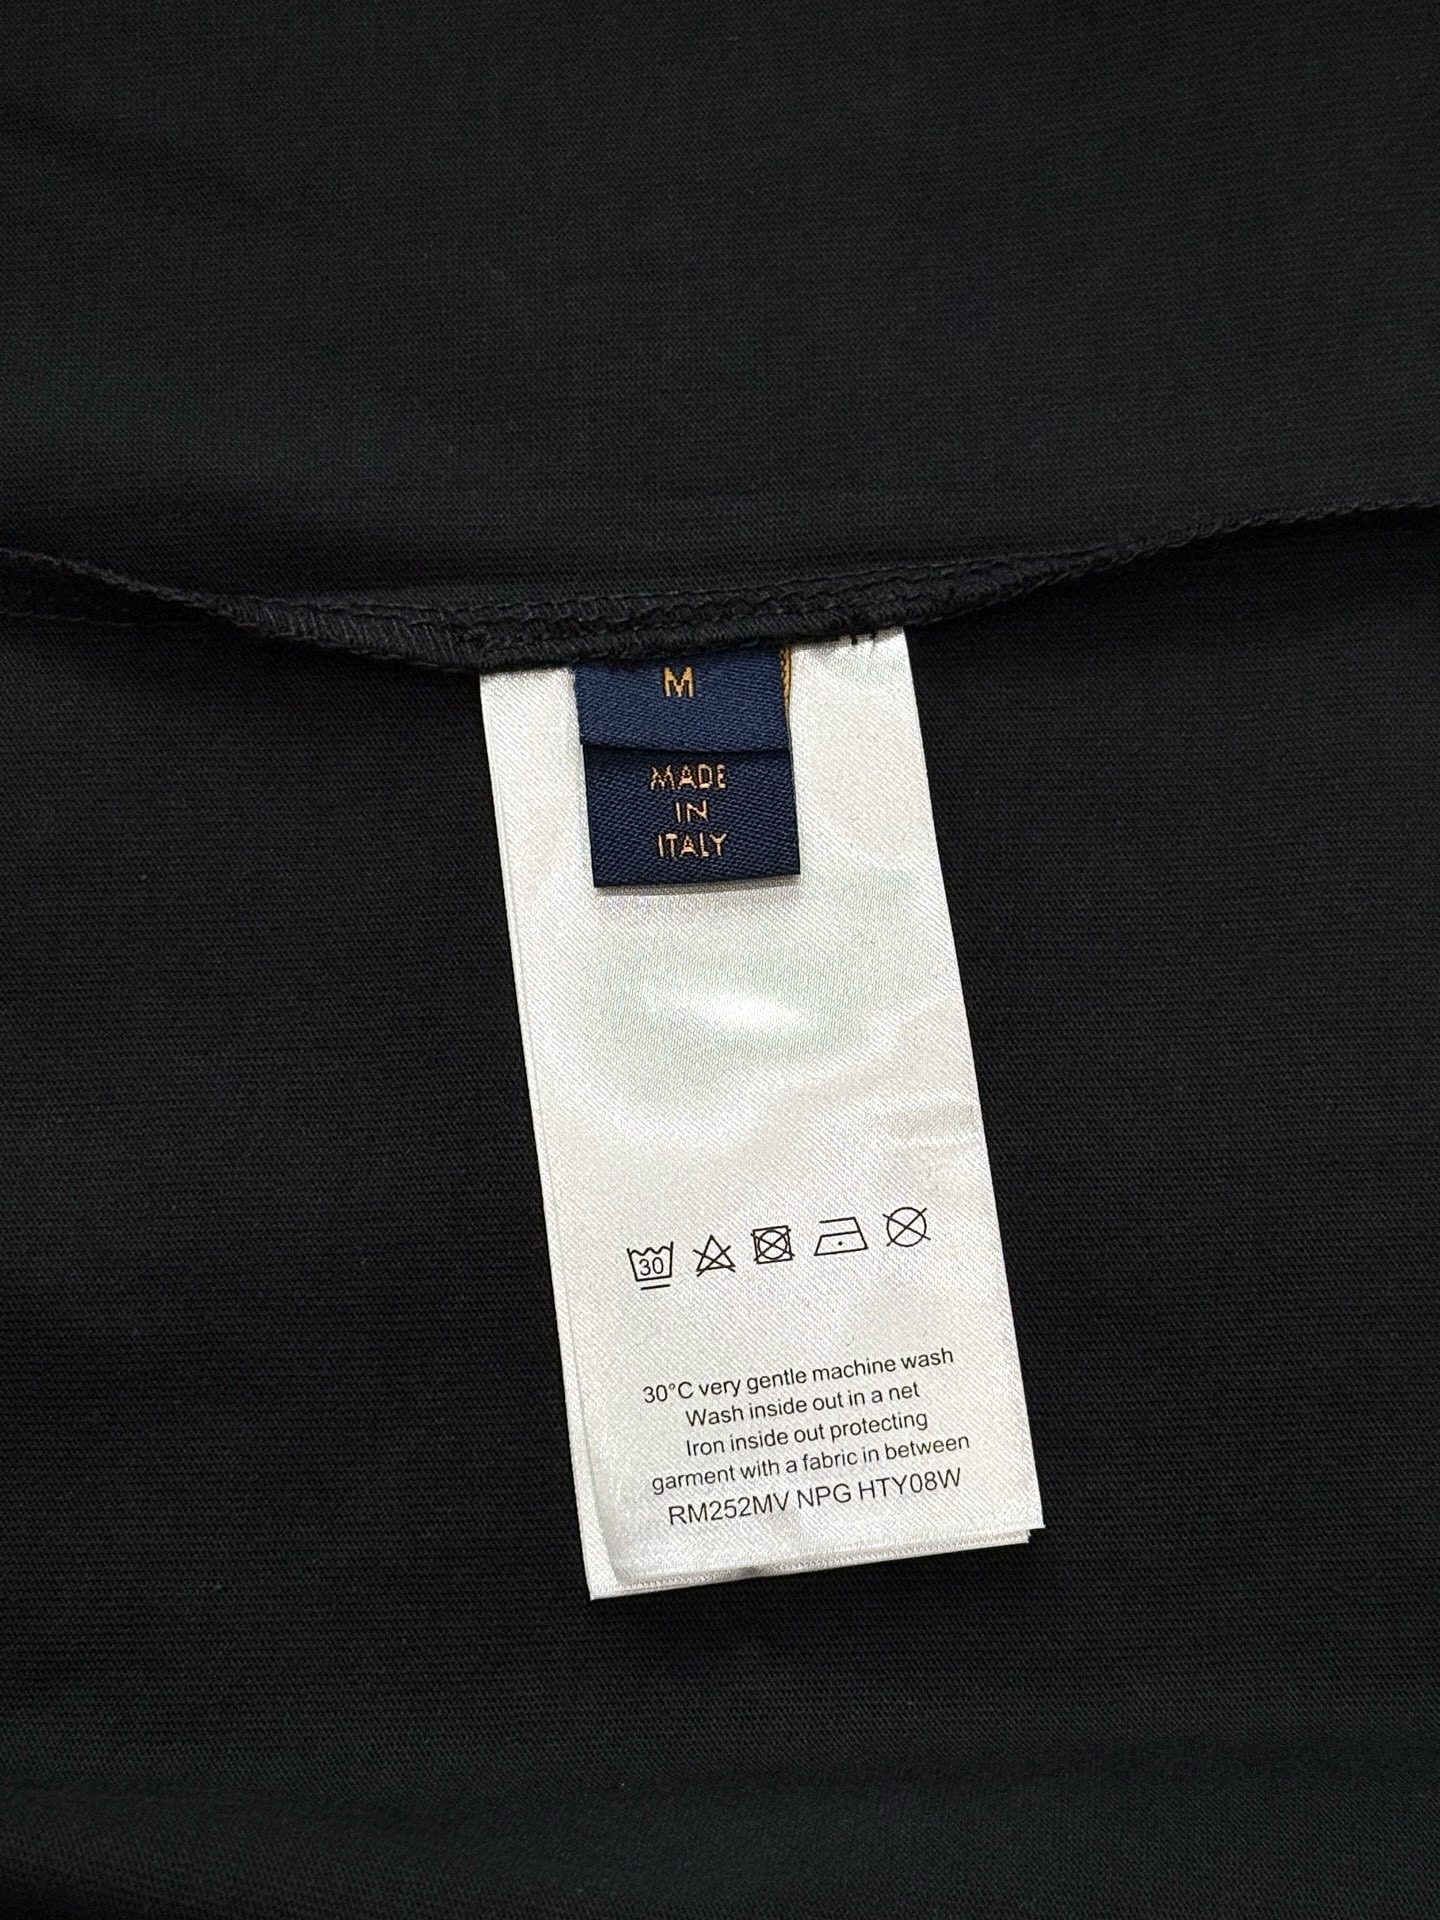 M
MADE
IN
ITALY
30
30°C very gentle machine wash
Wash inside out in a net
Iron inside out protecting
garment with a fabric in between
RM252MV NPG HTY08W